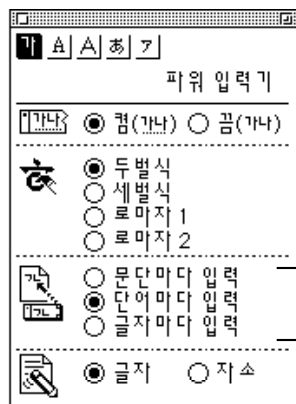 가 A A あ ア
파워 입력기
가나 켬(가나) 끔(가나)
두벌식
세벌식
로마자 1
로마자 2
문단마다 입력
단어마다 입력
글자마다 입력
글자 자소